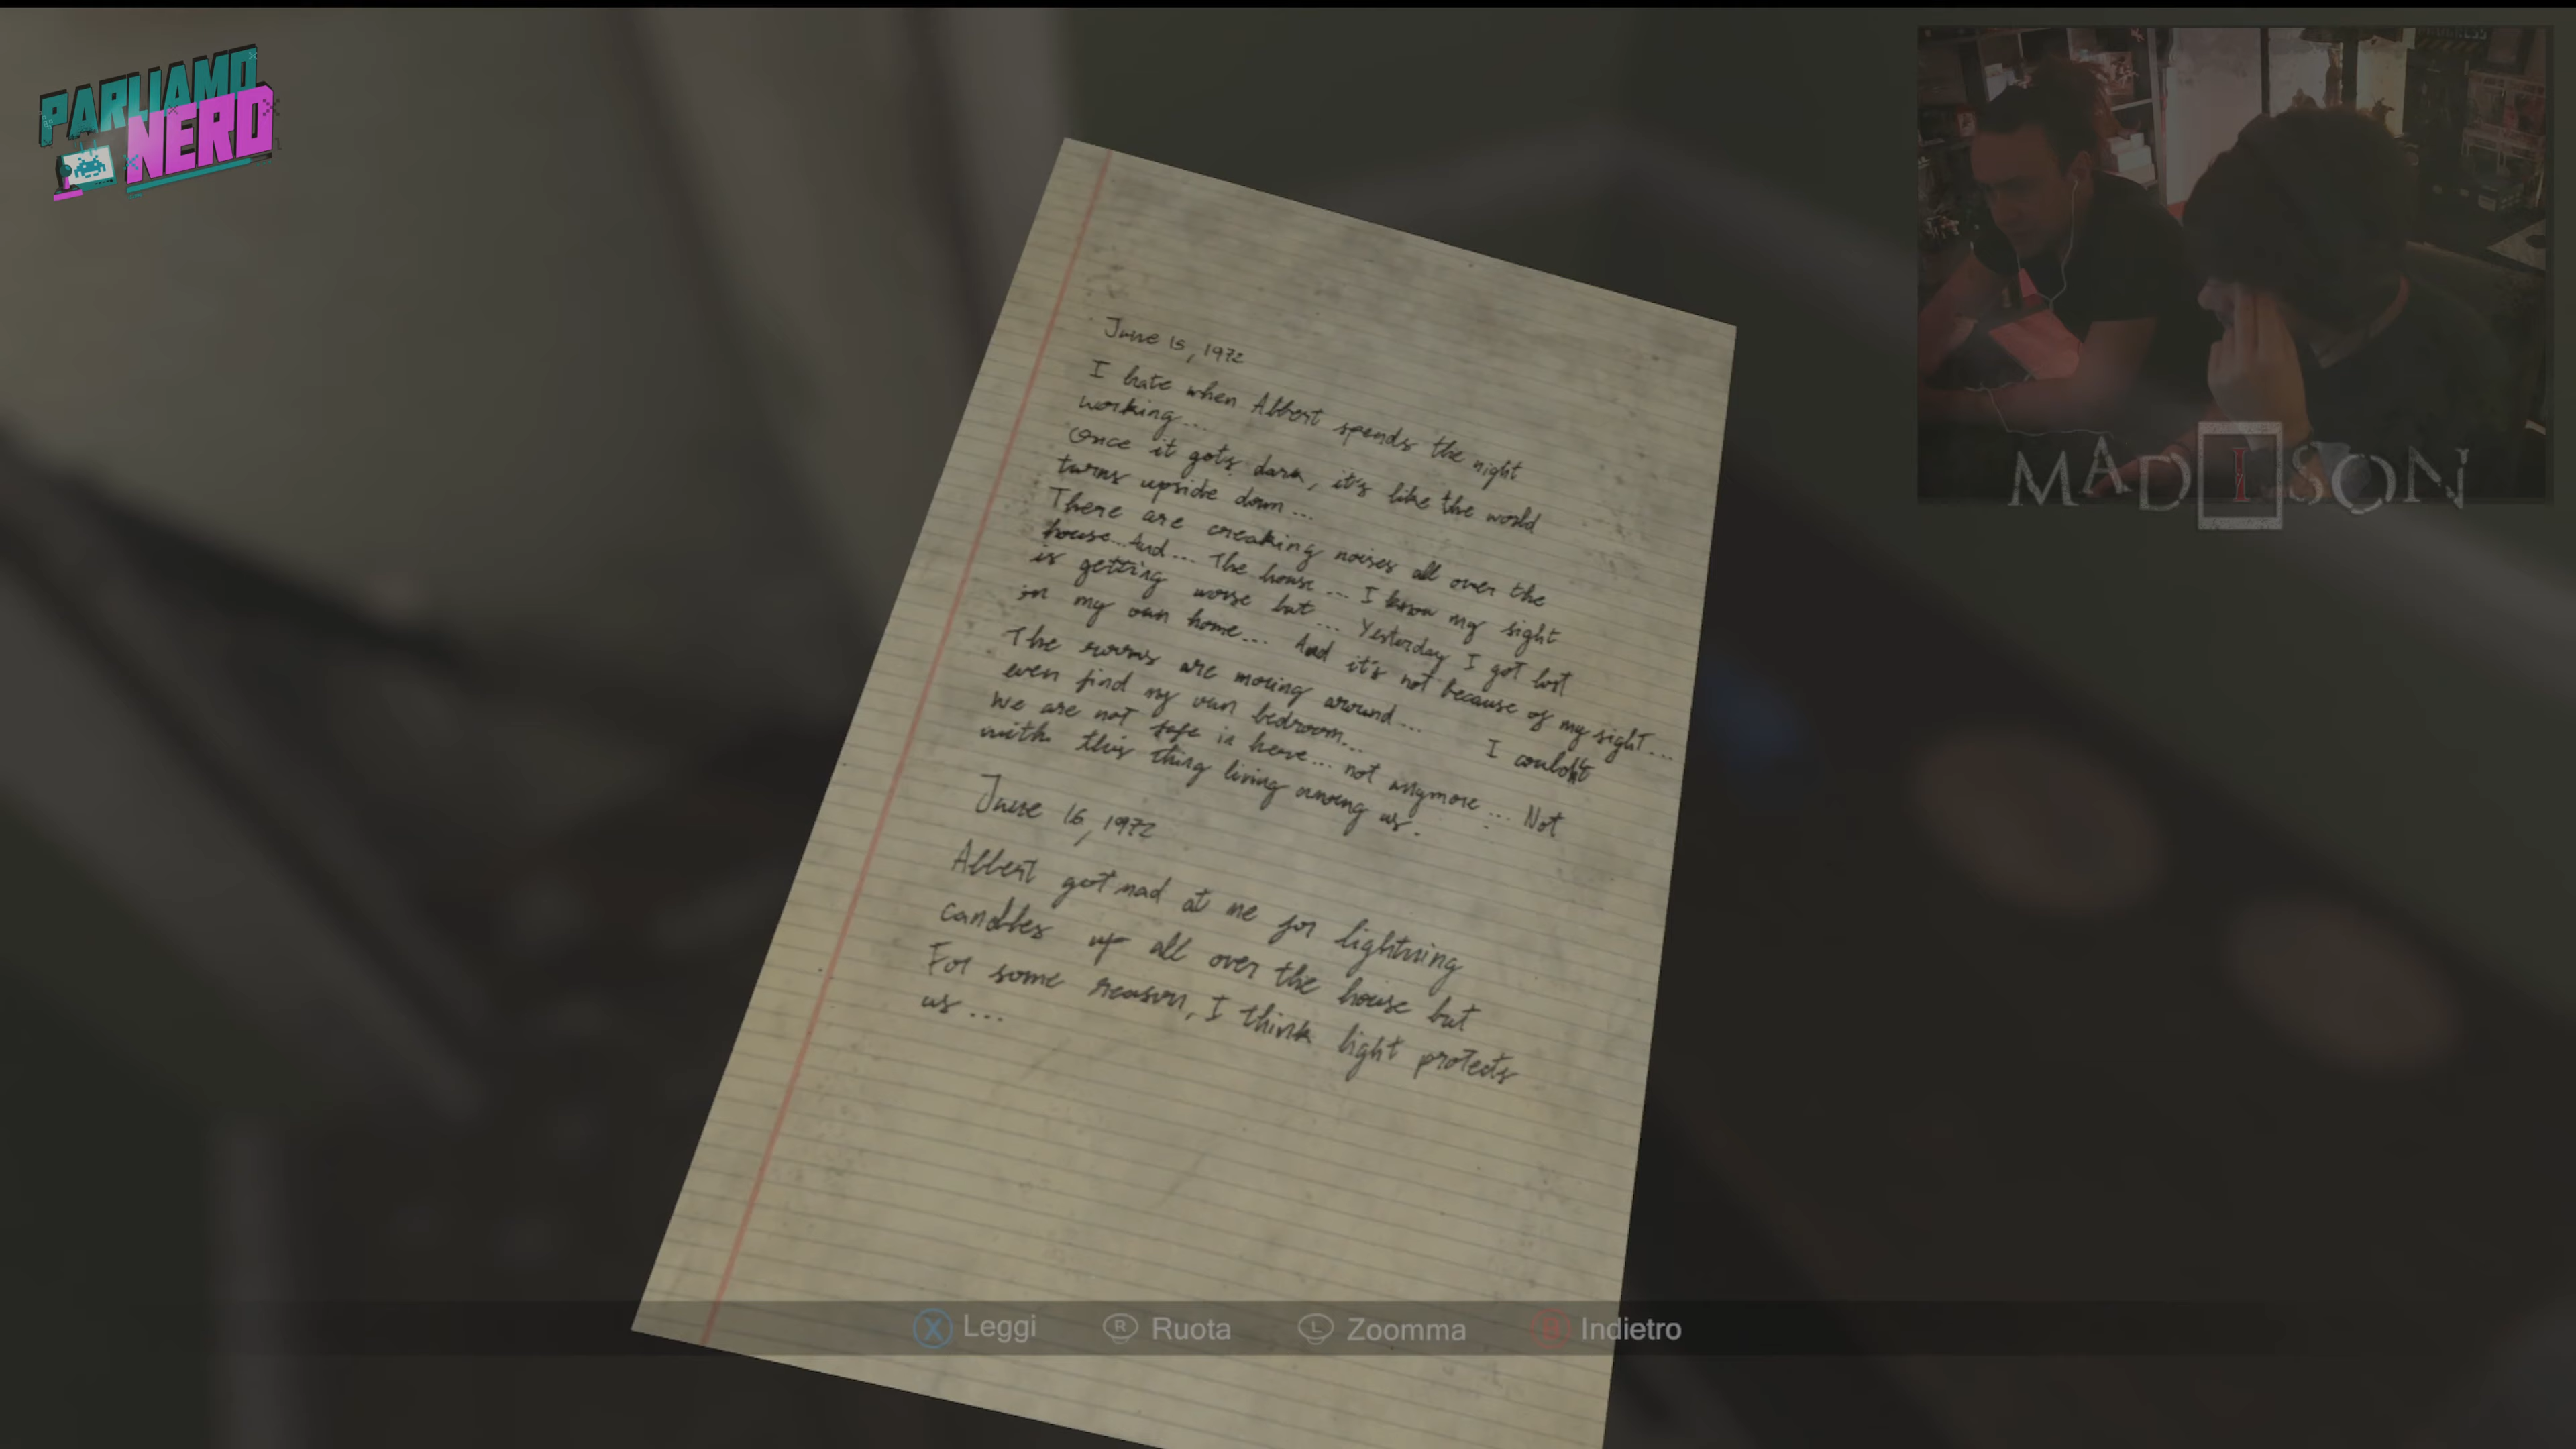 PARLIAMO
NERD
PROGRESS
MADISON
June 15, 1972
I hate when Albert spends the night
working...
Once it gots dark, it's like the world
turns upside down...
There are creaking noises all over the
house...And... The house... I know my sight
is getting worse but... Yesterday I got lost
on my own home... And it's not because of my sight...
The rooms are moving around... I couldn't
even find my own bedroom...
We are not safe in here... not anymore... Not
with this thing living among us.
June 16, 1972
Albert got mad at me for lightning
candles up all over the house but
For some reason, I think light protects
us...
X Leggi R Ruota L Zoomma B Indietro